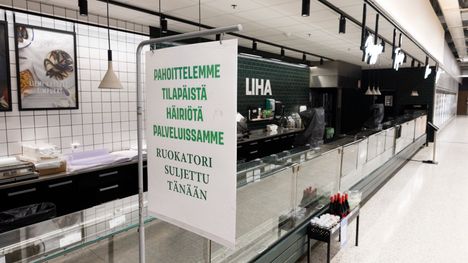 PAHOITTELEMME
TILAPÄISTÄ
HÄIRIÖTÄ
PALVELUISSAMME
RUOKATORI
SULJETTU
TÄNÄÄN
LIHA